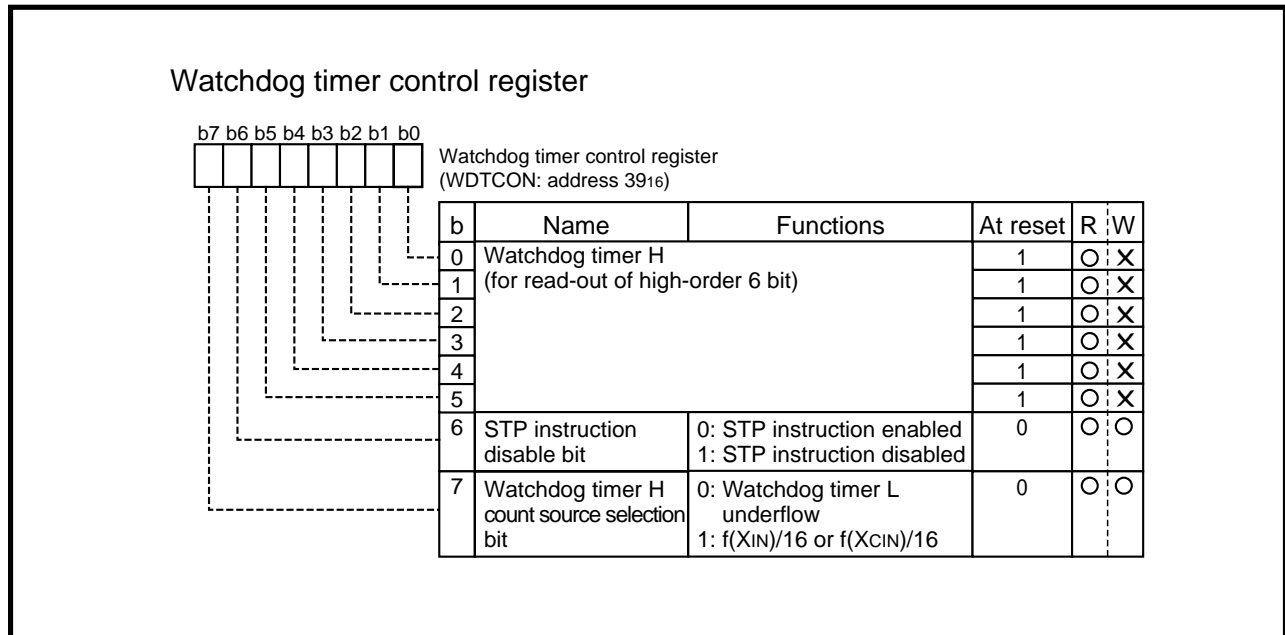 Watchdog timer control register
b7 b6 b5 b4 b3 b2 b1 b0
Watchdog timer control register
(WDTCON: address 3916)
b Name Functions At reset R W
0 Watchdog timer H 1 O X
1 (for read-out of high-order 6 bit) 1 O X
2 1 O X
3 1 O X
4 1 O X
5 1 O X
6 STP instruction 0: STP instruction enabled 0 O O
disable bit 1: STP instruction disabled
7 Watchdog timer H 0: Watchdog timer L 0 O O
count source selection underflow
bit 1: f(XIN)/16 or f(XCIN)/16